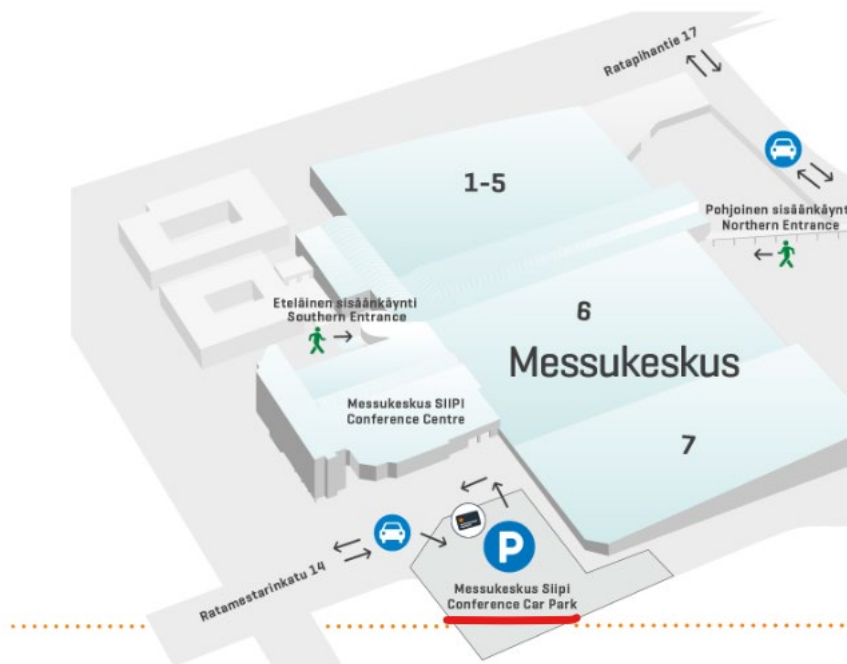 Ratapihantie 17
1-5
Pohjoinen sisäänkäynt
Northern Entrance
Eteläinen sisäänkäynti
Southern Entrance
6
Messukeskus
Messukeskus SIIPI
Conference Centre
7
P
Messukeskus Siipi
Conference Car Park
Ratamestarinkatu 14